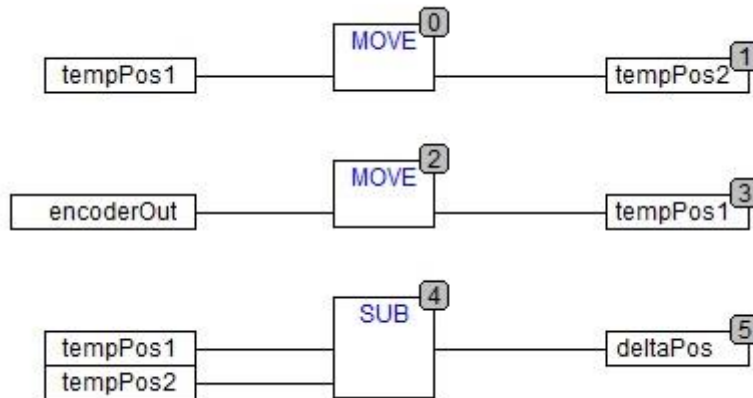 0
MOVE
tempPos1
1
tempPos2
2
MOVE
encoderOut
3
tempPos1
4
SUB
tempPos1
tempPos2
5
deltaPos